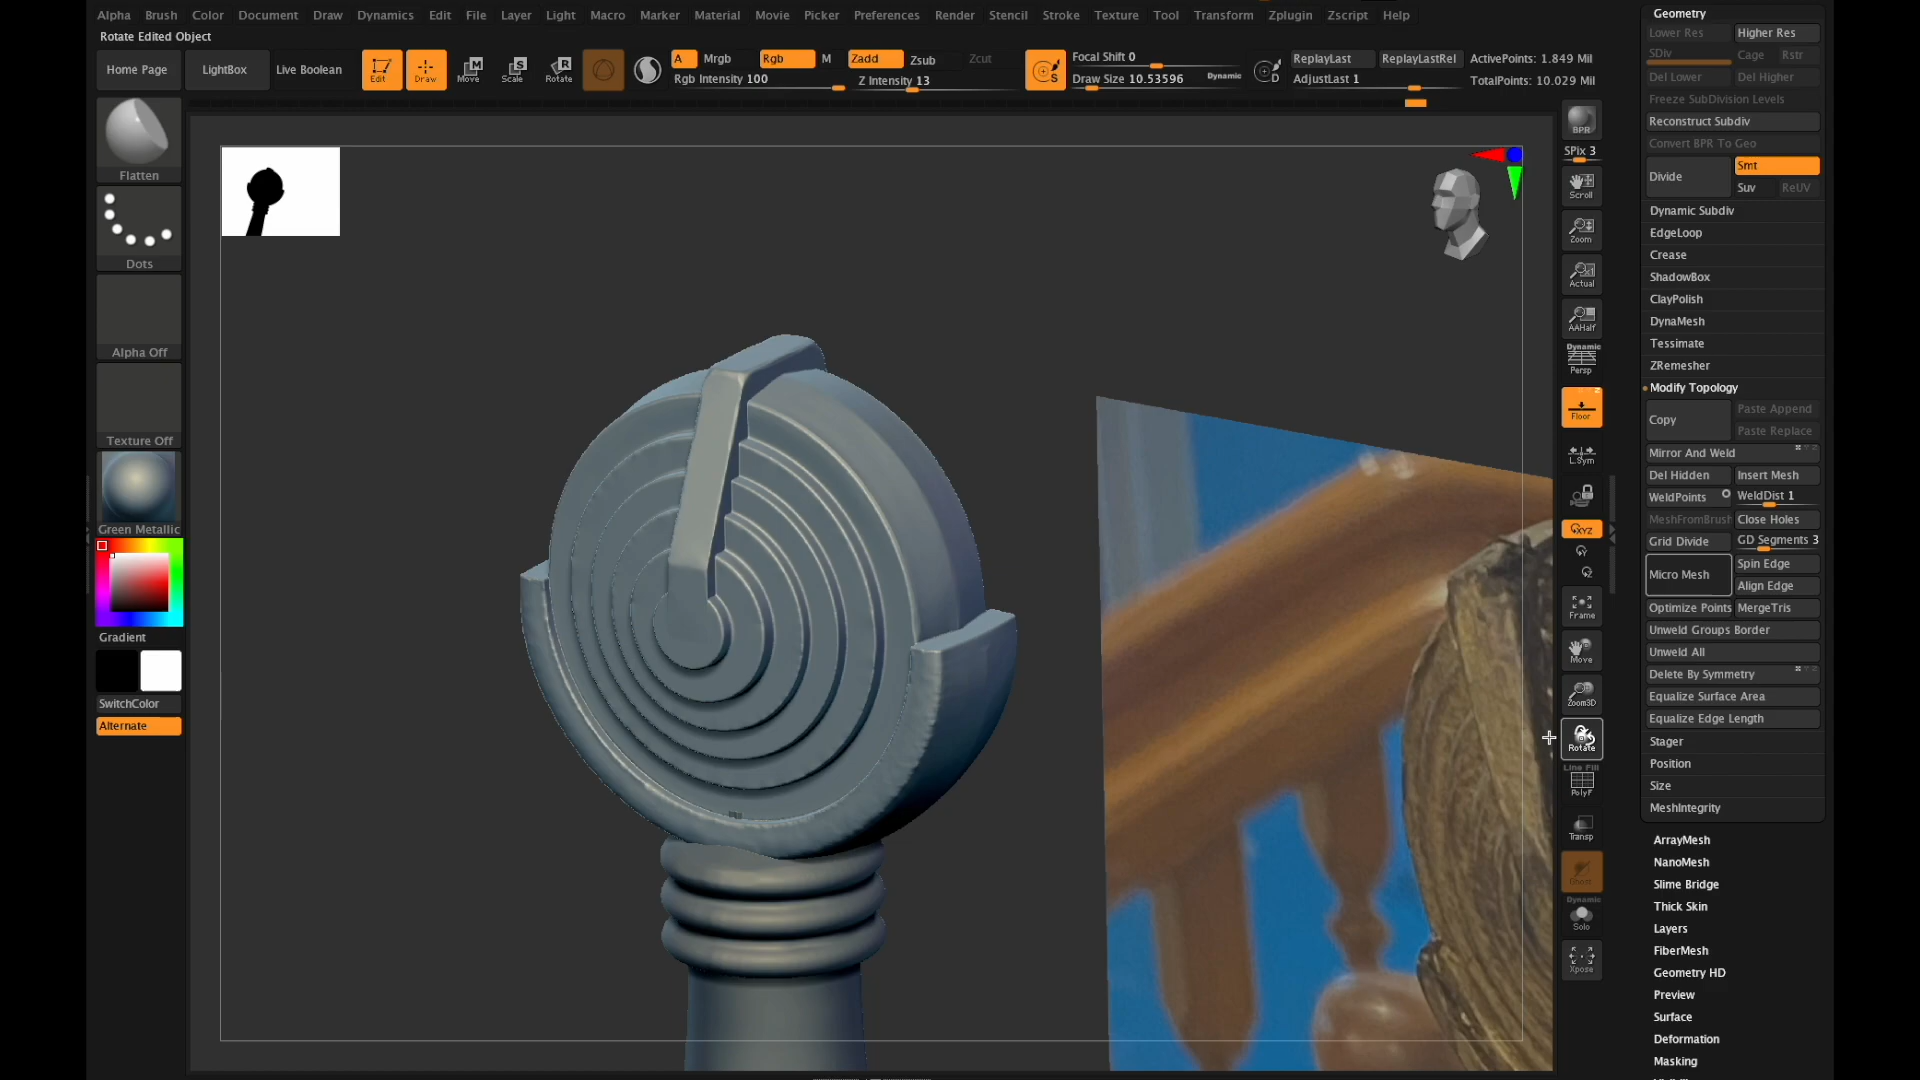 Alpha Brush Color Document Draw Dynamics Edit File Layer Light Macro Marker Material Movie Picker Preferences Render Stencil Stroke Texture Tool Transform Zplugin Zscript Help
Rotate Edited Object
Home Page LightBox Live Boolean Edit Draw Move Scale Rotate
A Mrgb Rgb M Zadd Zsub Zcut
Rgb Intensity 100 Z Intensity 13
Focal Shift 0
Draw Size 10.53596 Dynamic
ReplayLast ReplayLastRel ActivePoints: 1.849 Mil
AdjustLast 1 TotalPoints: 10.029 Mil
Flatten
Dots
Alpha Off
Texture Off
Green Metallic
Gradient
SwitchColor
Alternate
BPR
SPix 3
Scroll
Zoom
Actual
AAHalf
Dynamic
Persp
Floor
L.Sym
XYZ
Frame
Move
Zoom3D
Rotate
Line Fill
PolyF
Transp
Ghost
Dynamic
Solo
Xpose
Geometry
Lower Res Higher Res
SDiv Cage Rstr
Del Lower Del Higher
Freeze SubDivision Levels
Reconstruct Subdiv
Convert BPR To Geo
Divide Smt
Suv ReUV
Dynamic Subdiv
EdgeLoop
Crease
ShadowBox
ClayPolish
DynaMesh
Tessimate
ZRemesher
Modify Topology
Copy Paste Append
Paste Replace
Mirror And Weld
Del Hidden Insert Mesh
WeldPoints WeldDist 1
MeshFromBrush Close Holes
Grid Divide GD Segments 3
Micro Mesh Spin Edge
Align Edge
Optimize Points MergeTris
Unweld Groups Border
Unweld All
Delete By Symmetry
Equalize Surface Area
Equalize Edge Length
Stager
Position
Size
MeshIntegrity
ArrayMesh
NanoMesh
Slime Bridge
Thick Skin
Layers
FiberMesh
Geometry HD
Preview
Surface
Deformation
Masking